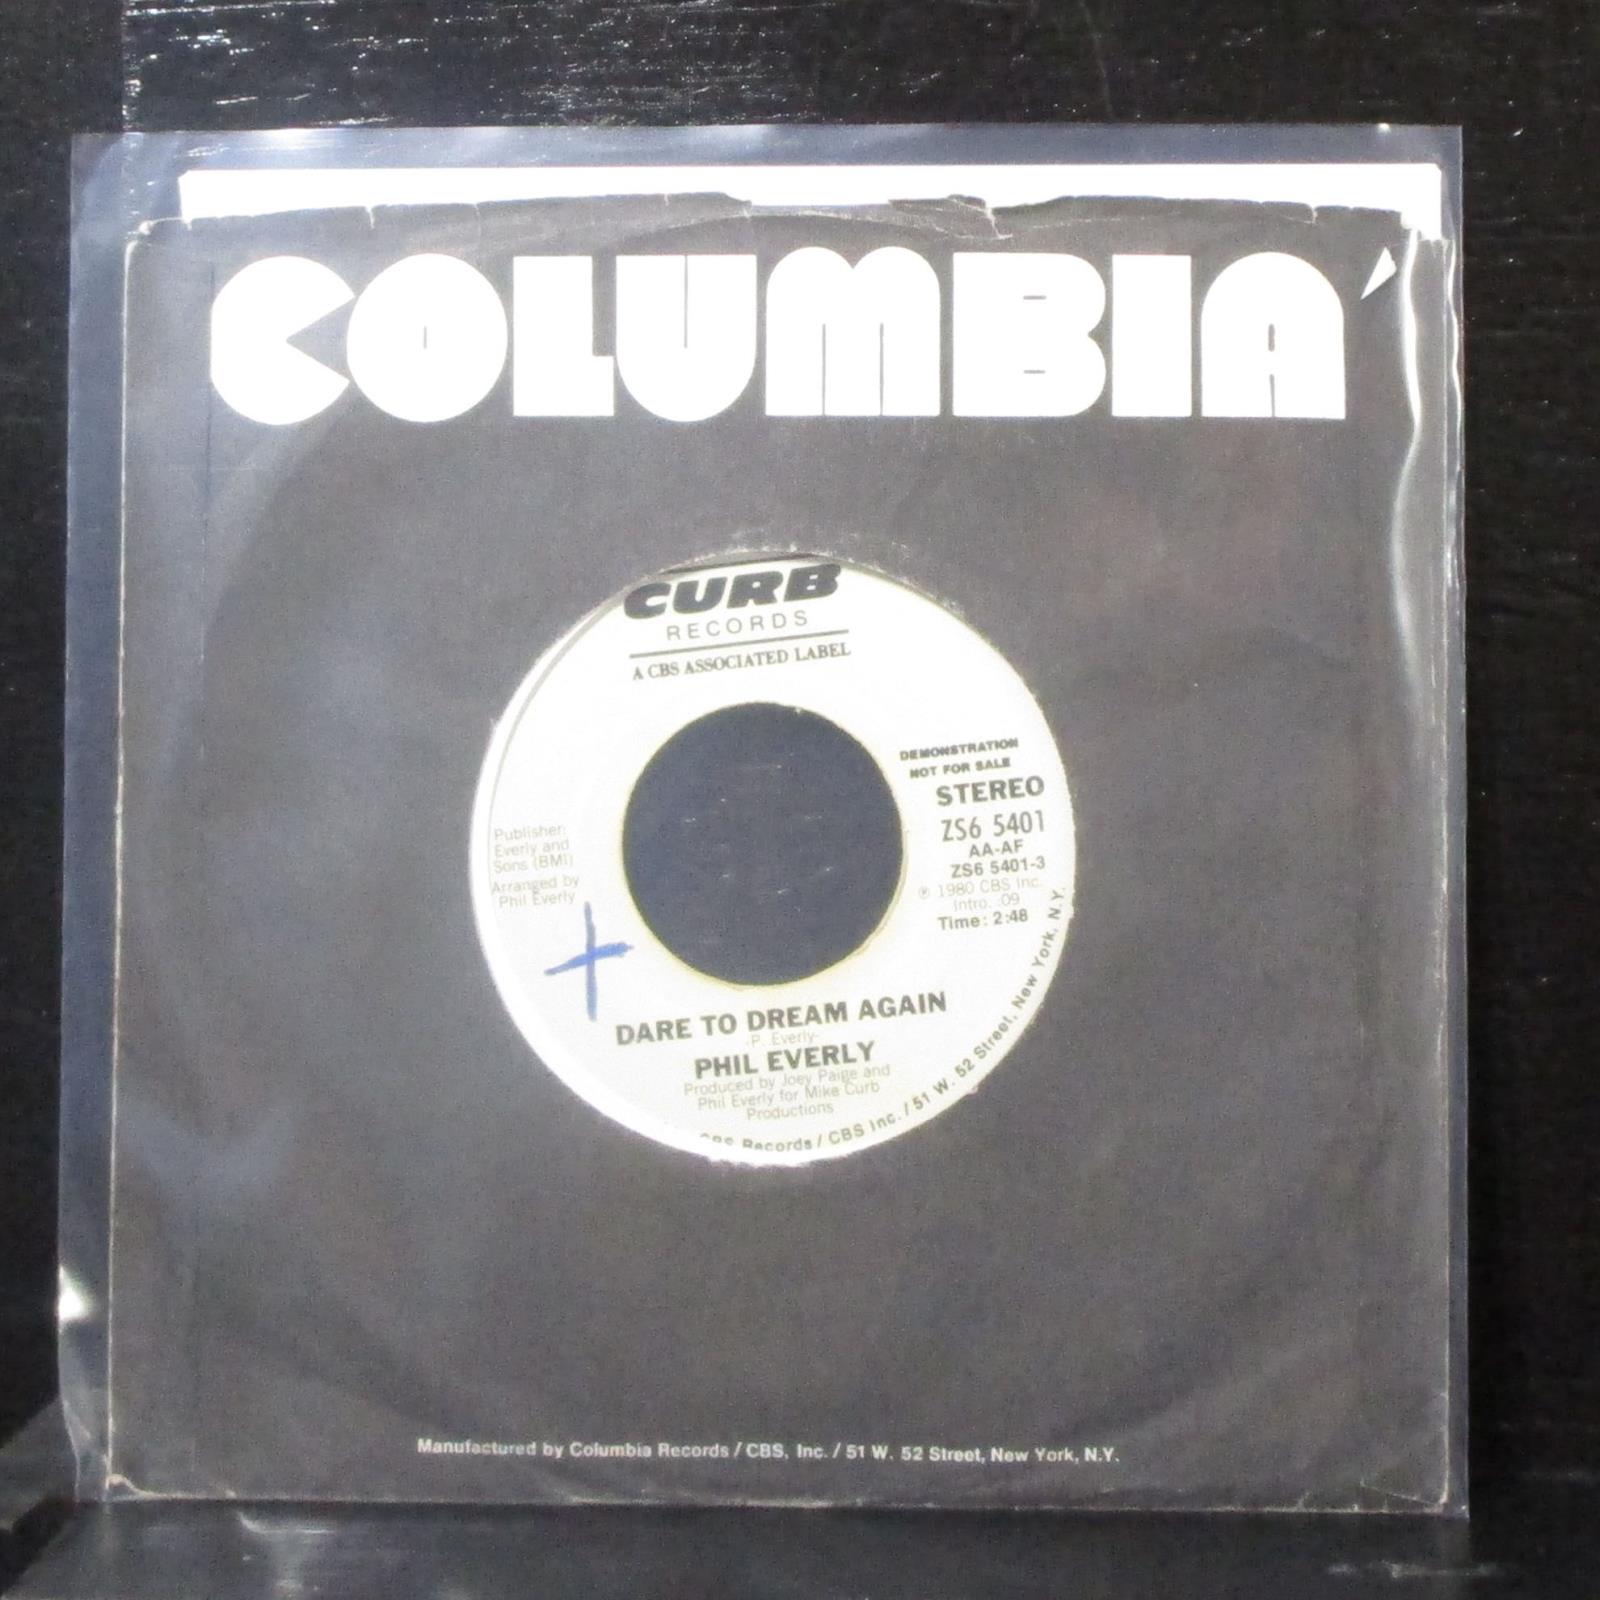 COLUMBIA
CURB
RECORDS
A CBS ASSOCIATED LABEL
DEMONSTRATION
NOT FOR SALE
STEREO
ZS6 5401
AA-AF
ZS6 5401-3
℗ 1980 CBS Inc.
Intro. :09
Time: 2:48
Publisher:
Everly and
Sons (BMI)
Arranged by
Phil Everly
DARE TO DREAM AGAIN
-P. Everly-
PHIL EVERLY
Produced by Joey Paige and
Phil Everly for Mike Curb
Productions
CBS Records / CBS Inc. / 51 W. 52 Street, New York, N.Y.
Manufactured by Columbia Records / CBS, Inc. / 51 W. 52 Street, New York, N.Y.